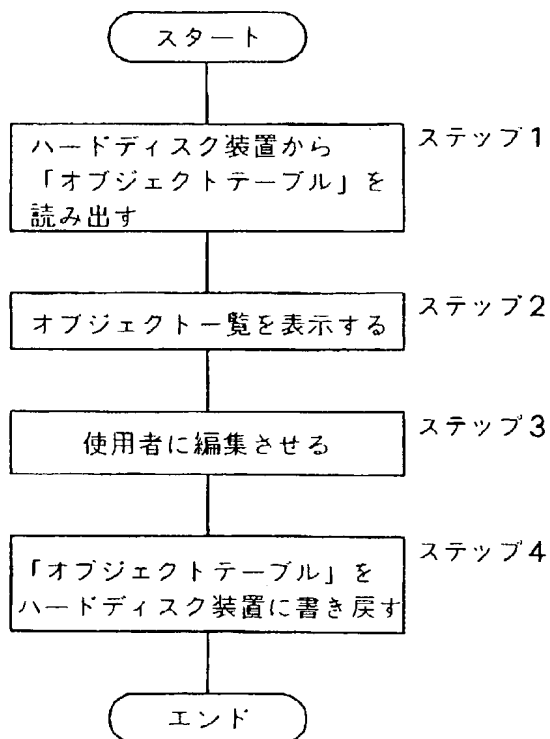 スタート
ステップ1
ハードディスク装置から
「オブジェクトテーブル」を
読み出す
ステップ2
オブジェクト一覧を表示する
ステップ3
使用者に編集させる
ステップ4
「オブジェクトテーブル」を
ハードディスク装置に書き戻す
エンド